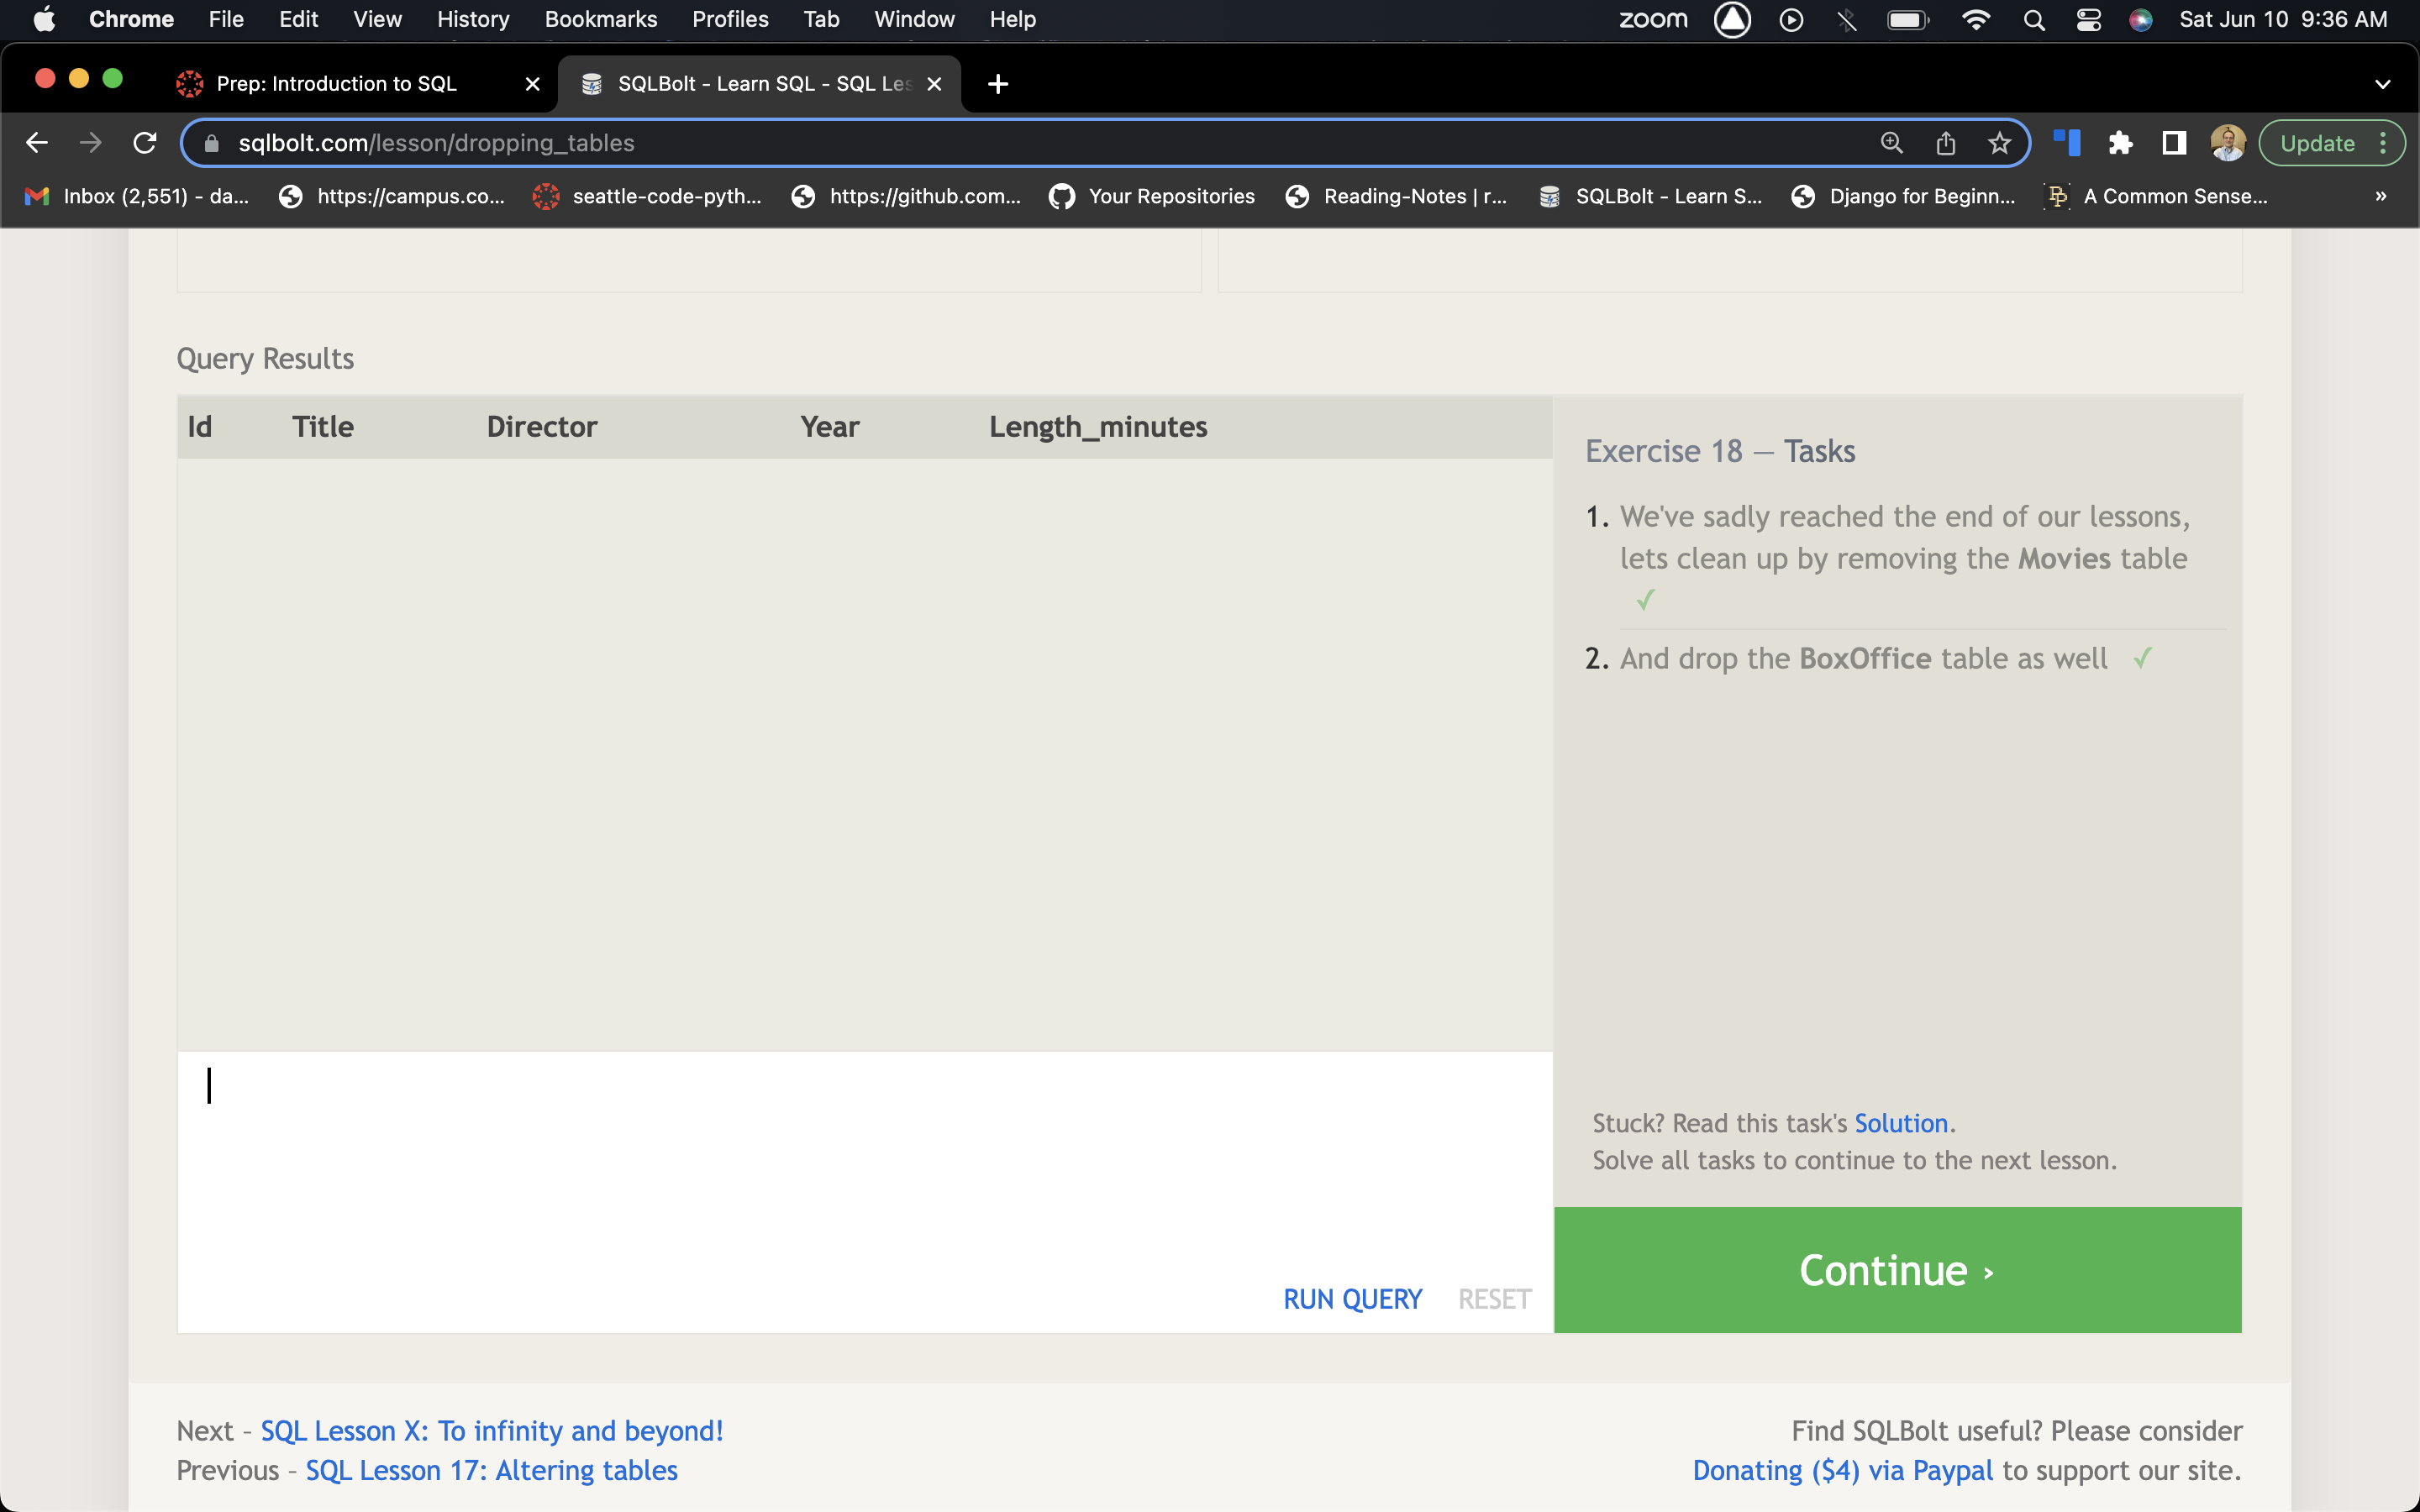 Chrome File Edit View History Bookmarks Profiles Tab Window Help zoom Sat Jun 10 9:36 AM
Prep: Introduction to SQL SQLBolt - Learn SQL - SQL Les
sqlbolt.com/lesson/dropping_tables Update
Inbox (2,551) - da... https://campus.co... seattle-code-pyth... https://github.com... Your Repositories Reading-Notes | r... SQLBolt - Learn S... Django for Beginn... A Common Sense... »
Query Results
Id Title Director Year Length_minutes
Exercise 18 — Tasks
1. We've sadly reached the end of our lessons,
lets clean up by removing the Movies table
✓
2. And drop the BoxOffice table as well ✓
Stuck? Read this task's Solution.
Solve all tasks to continue to the next lesson.
RUN QUERY RESET
Continue ›
Next – SQL Lesson X: To infinity and beyond!
Previous – SQL Lesson 17: Altering tables
Find SQLBolt useful? Please consider
Donating ($4) via Paypal to support our site.